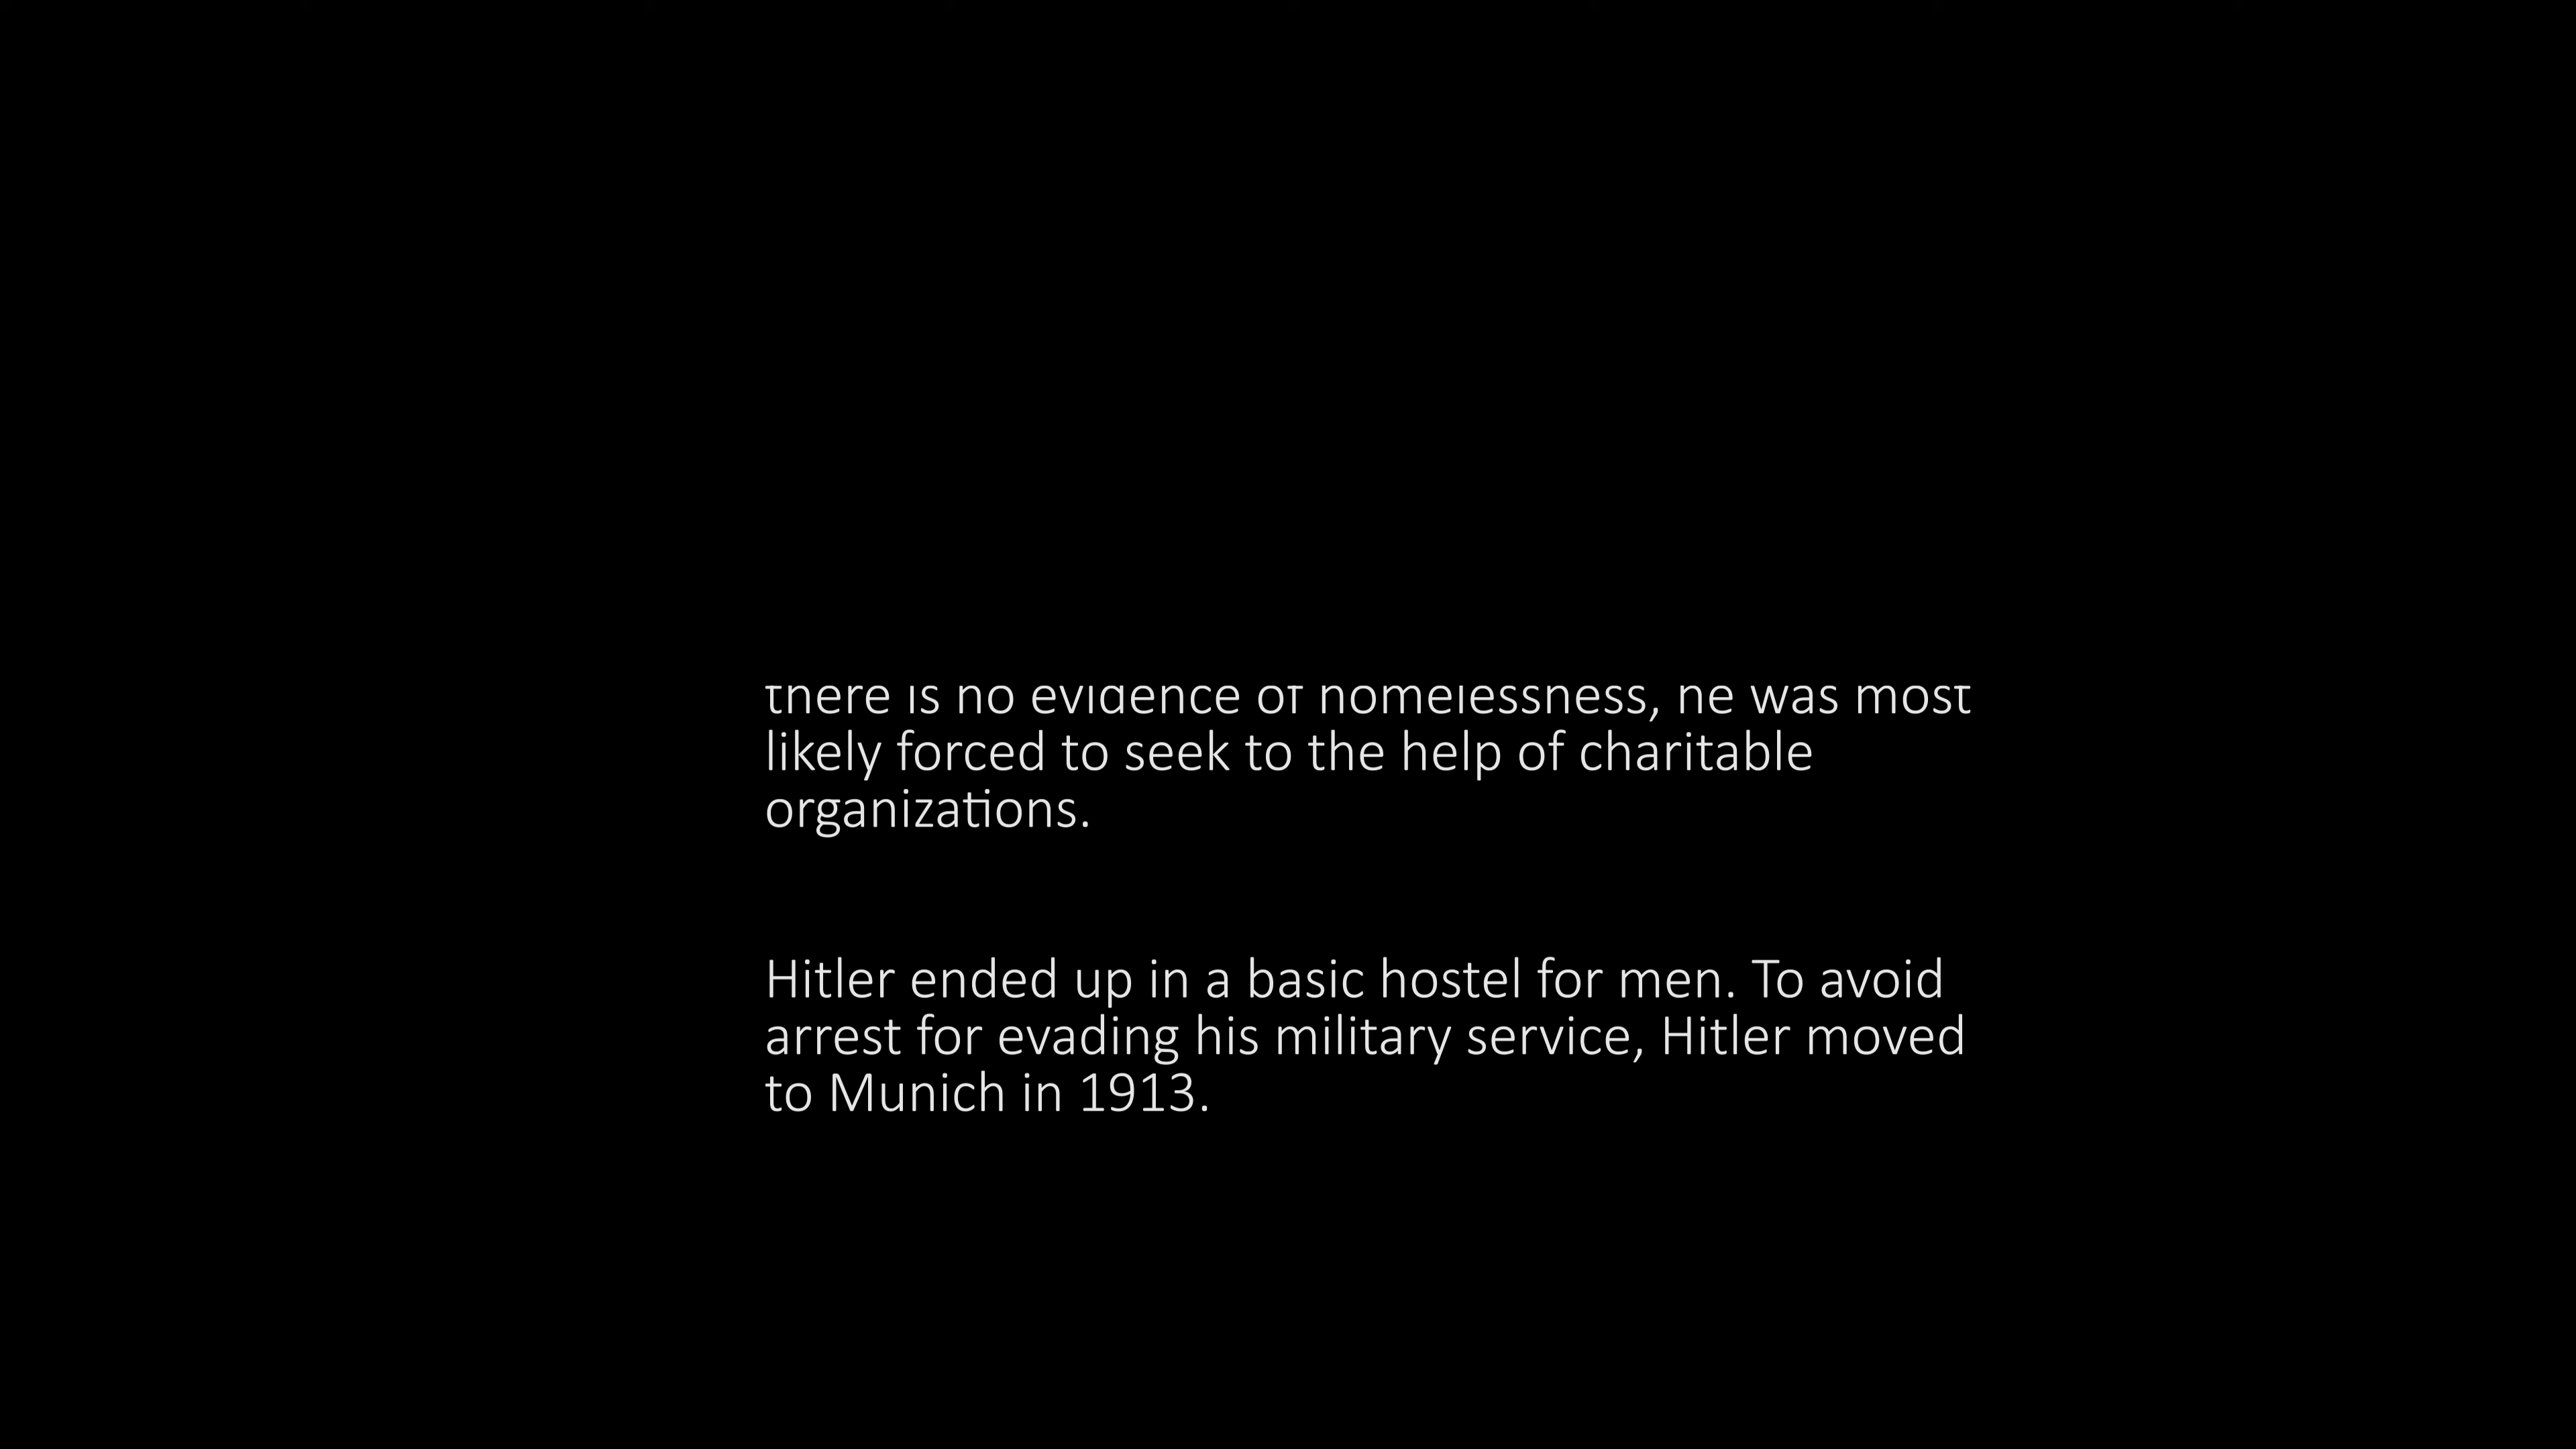 there is no evidence of homelessness, he was most
likely forced to seek to the help of charitable
organizations.
Hitler ended up in a basic hostel for men. To avoid
arrest for evading his military service, Hitler moved
to Munich in 1913.